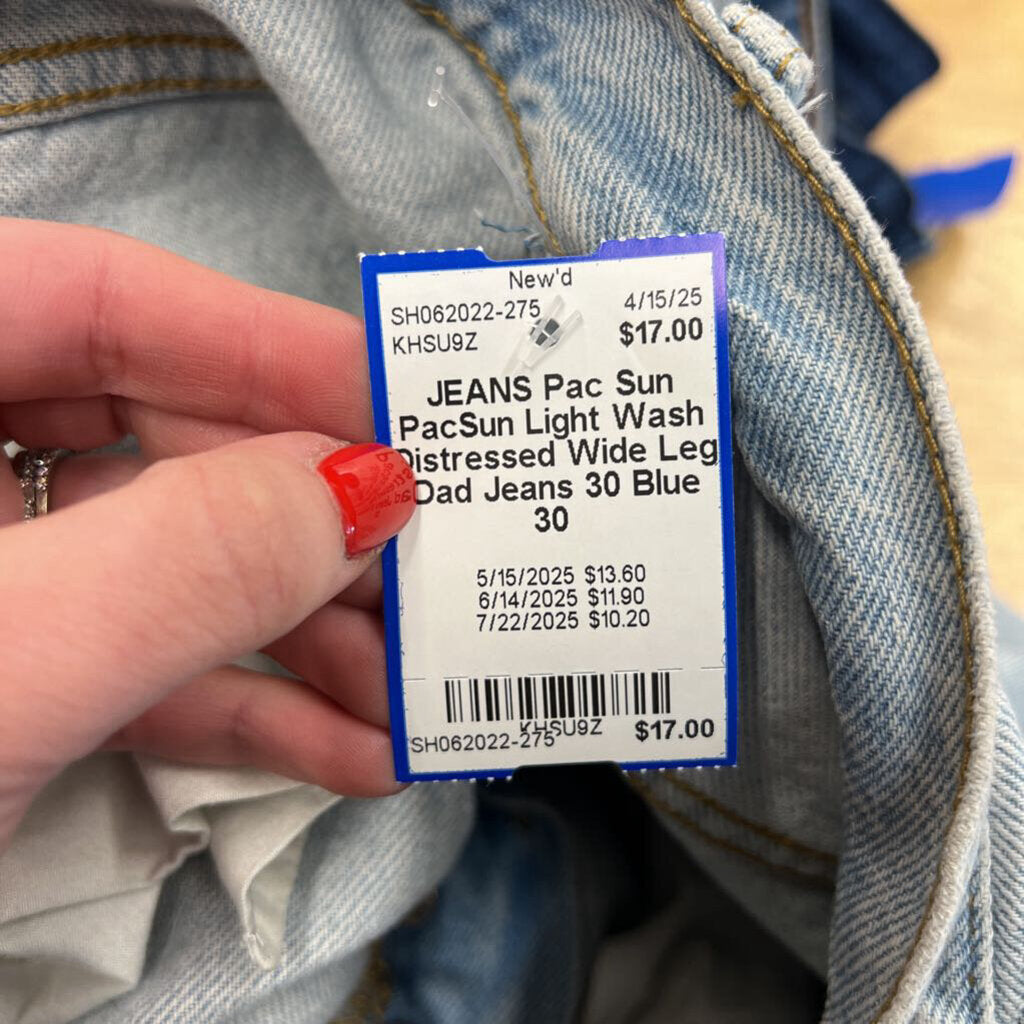 New'd
SH062022-275 4/15/25
KHSU9Z $17.00
JEANS Pac Sun
PacSun Light Wash
Distressed Wide Leg
Dad Jeans 30 Blue
30
5/15/2025 $13.60
6/14/2025 $11.90
7/22/2025 $10.20
KHSU9Z
SH062022-275 $17.00